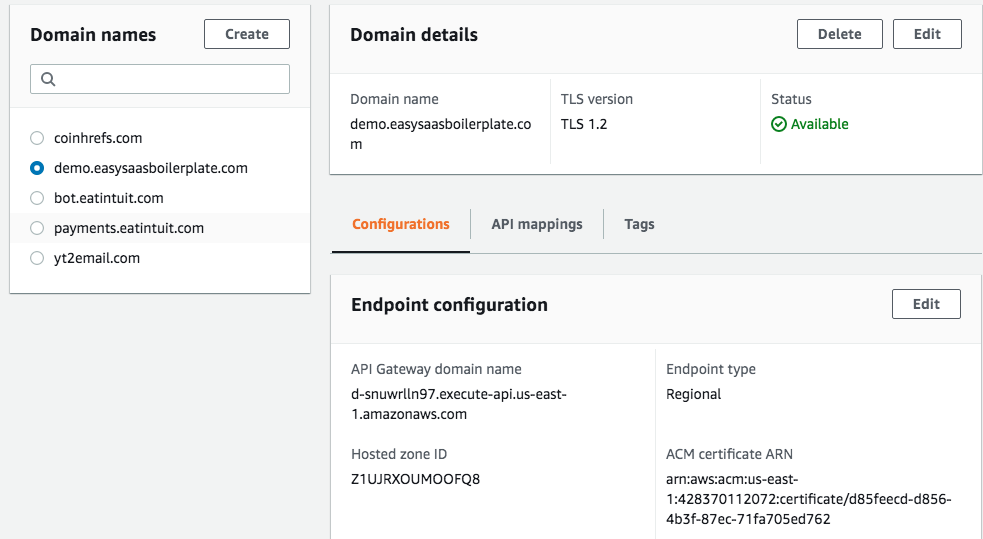 Domain names
Create
coinhrefs.com
demo.easysaasboilerplate.com
bot.eatintuit.com
payments.eatintuit.com
yt2email.com
Domain details
Delete
Edit
Domain name
demo.easysaasboilerplate.co
m
TLS version
TLS 1.2
Status
Available
Configurations
API mappings
Tags
Endpoint configuration
Edit
API Gateway domain name
d-snuwrlln97.execute-api.us-east-
1.amazonaws.com
Endpoint type
Regional
Hosted zone ID
Z1UJRXOUMOOFQ8
ACM certificate ARN
arn:aws:acm:us-east-
1:428370112072:certificate/d85feecd-d856-
4b3f-87ec-71fa705ed762